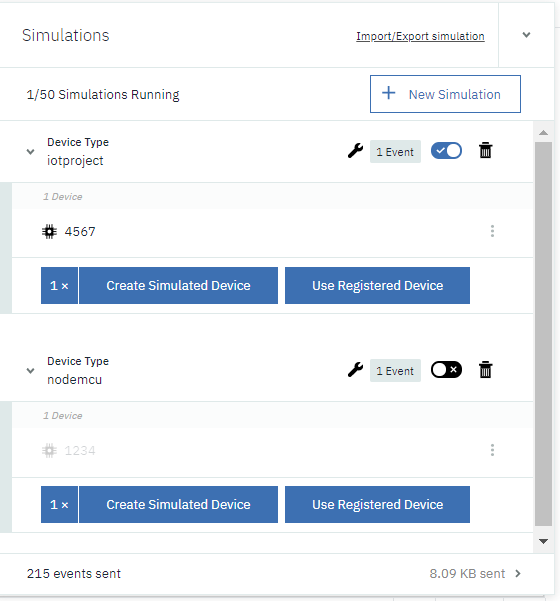 Simulations
Import/Export simulation
1/50 Simulations Running
+ New Simulation
Device Type
iotproject
1 Event
1 Device
4567
1 × Create Simulated Device Use Registered Device
Device Type
nodemcu
1 Event
1 Device
1234
1 × Create Simulated Device Use Registered Device
215 events sent
8.09 KB sent